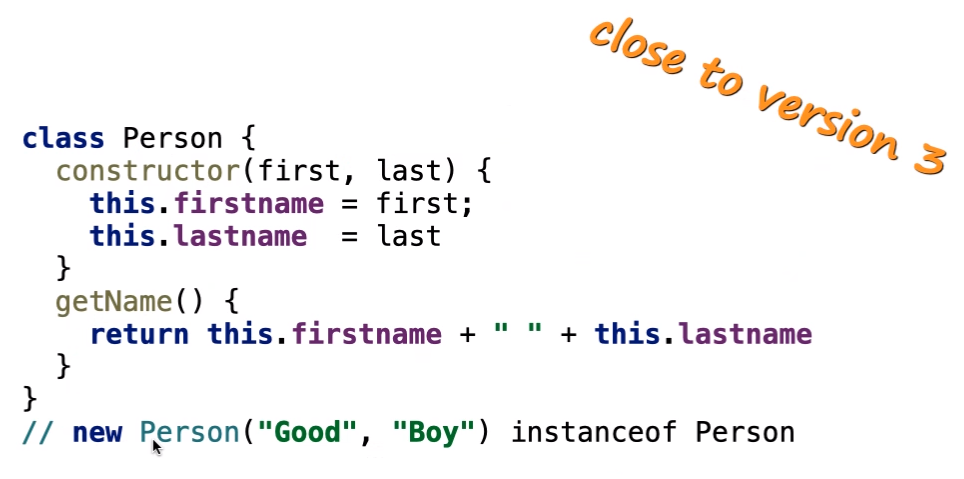 close to version 3
class Person {
  constructor(first, last) {
    this.firstname = first;
    this.lastname  = last
  }
  getName() {
    return this.firstname + " " + this.lastname
  }
}
// new Person("Good", "Boy") instanceof Person